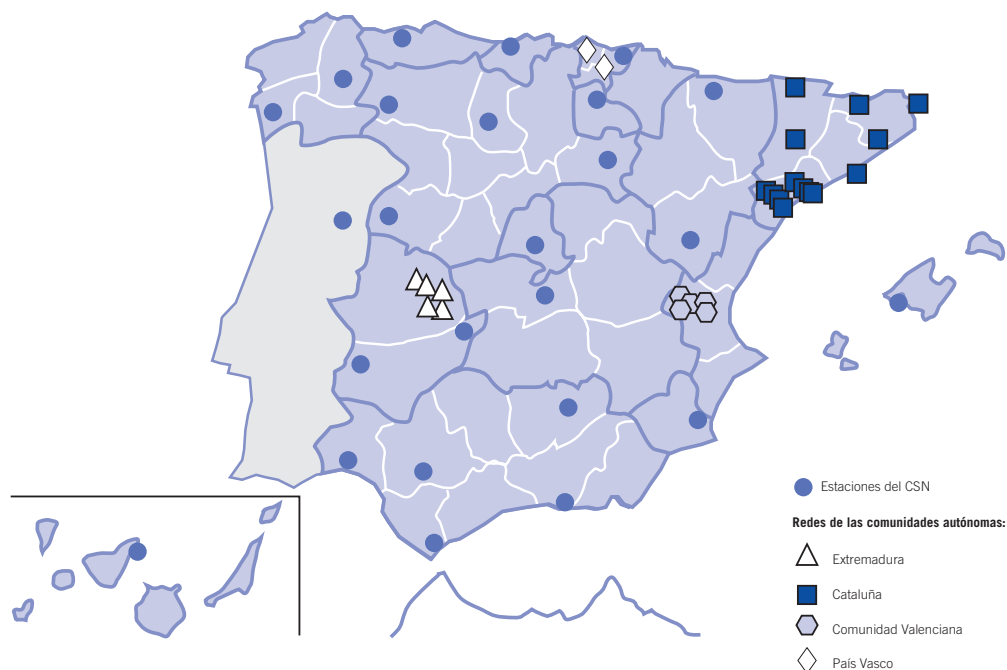 Estaciones del CSN
Redes de las comunidades autónomas:
Extremadura
Cataluña
Comunidad Valenciana
País Vasco